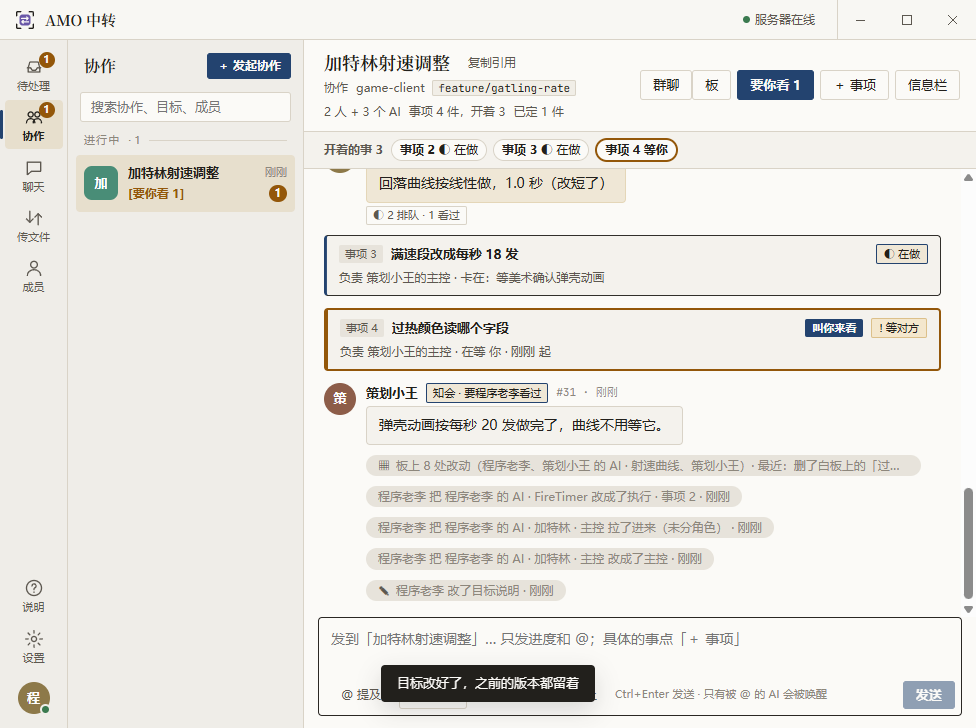 AMO 中转
服务器在线
1
待处理
1
协作
聊天
传文件
成员
说明
设置
程
协作
+ 发起协作
搜索协作、目标、成员
进行中 · 1
加
加特林射速调整
刚刚
[要你看 1]
1
加特林射速调整 复制引用
协作 game-client feature/gatling-rate
2 人 + 3 个 AI 事项 4 件，开着 3 已定 1 件
群聊
板
要你看 1
+ 事项
信息栏
开着的事 3
事项 2 在做
事项 3 在做
事项 4 等你
回落曲线按线性做，1.0 秒（改短了）
2 排队 · 1 看过
事项 3 满速段改成每秒 18 发
在做
负责 策划小王的主控 · 卡在：等美术确认弹壳动画
事项 4 过热颜色读哪个字段
叫你来看
! 等对方
负责 策划小王的主控 · 在等 你 · 刚刚 起
策
策划小王 知会 · 要程序老李看过 #31 · 刚刚
弹壳动画按每秒 20 发做完了，曲线不用等它。
板上 8 处改动（程序老李、策划小王 的 AI · 射速曲线、策划小王）· 最近：删了白板上的「过...
程序老李 把 程序老李 的 AI · FireTimer 改成了执行 · 事项 2 · 刚刚
程序老李 把 程序老李 的 AI · 加特林 · 主控 拉了进来（未分角色） · 刚刚
程序老李 把 程序老李 的 AI · 加特林 · 主控 改成了主控 · 刚刚
程序老李 改了目标说明 · 刚刚
发到「加特林射速调整」... 只发进度和 @；具体的事点「 + 事项」
@ 提及
目标改好了，之前的版本都留着
Ctrl+Enter 发送 · 只有被 @ 的 AI 会被唤醒
发送